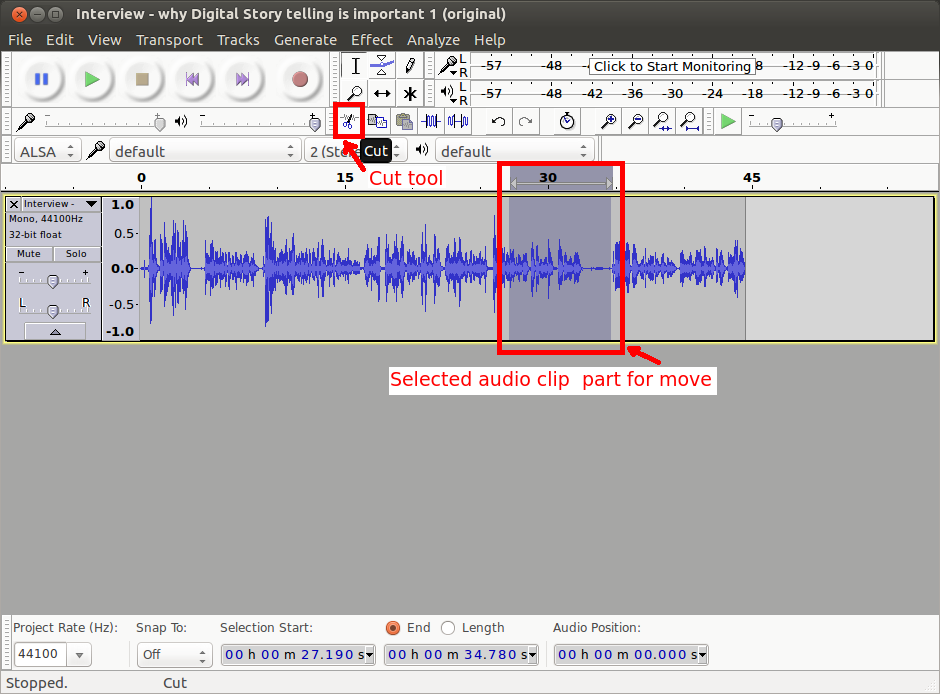 Interview - why Digital Story telling is important 1 (original)
File Edit View Transport Tracks Generate Effect Analyze Help
L
R
-57 -48 -4 Click to Start Monitoring 8 -12 -9 -6 -3 0
L
R
-57 -48 -42 -36 -30 -24 -18 -12 -9 -6 -3 0
ALSA default 2 (Ste Cut default
Cut tool
0 15 30 45
Interview -
Mono, 44100Hz
32-bit float
Mute Solo
- +
L R
1.0
0.5
0.0
-0.5
-1.0
Selected audio clip part for move
Project Rate (Hz): Snap To: Selection Start: End Length Audio Position:
44100 Off 00 h 00 m 27.190 s 00 h 00 m 34.780 s 00 h 00 m 00.000 s
Stopped. Cut